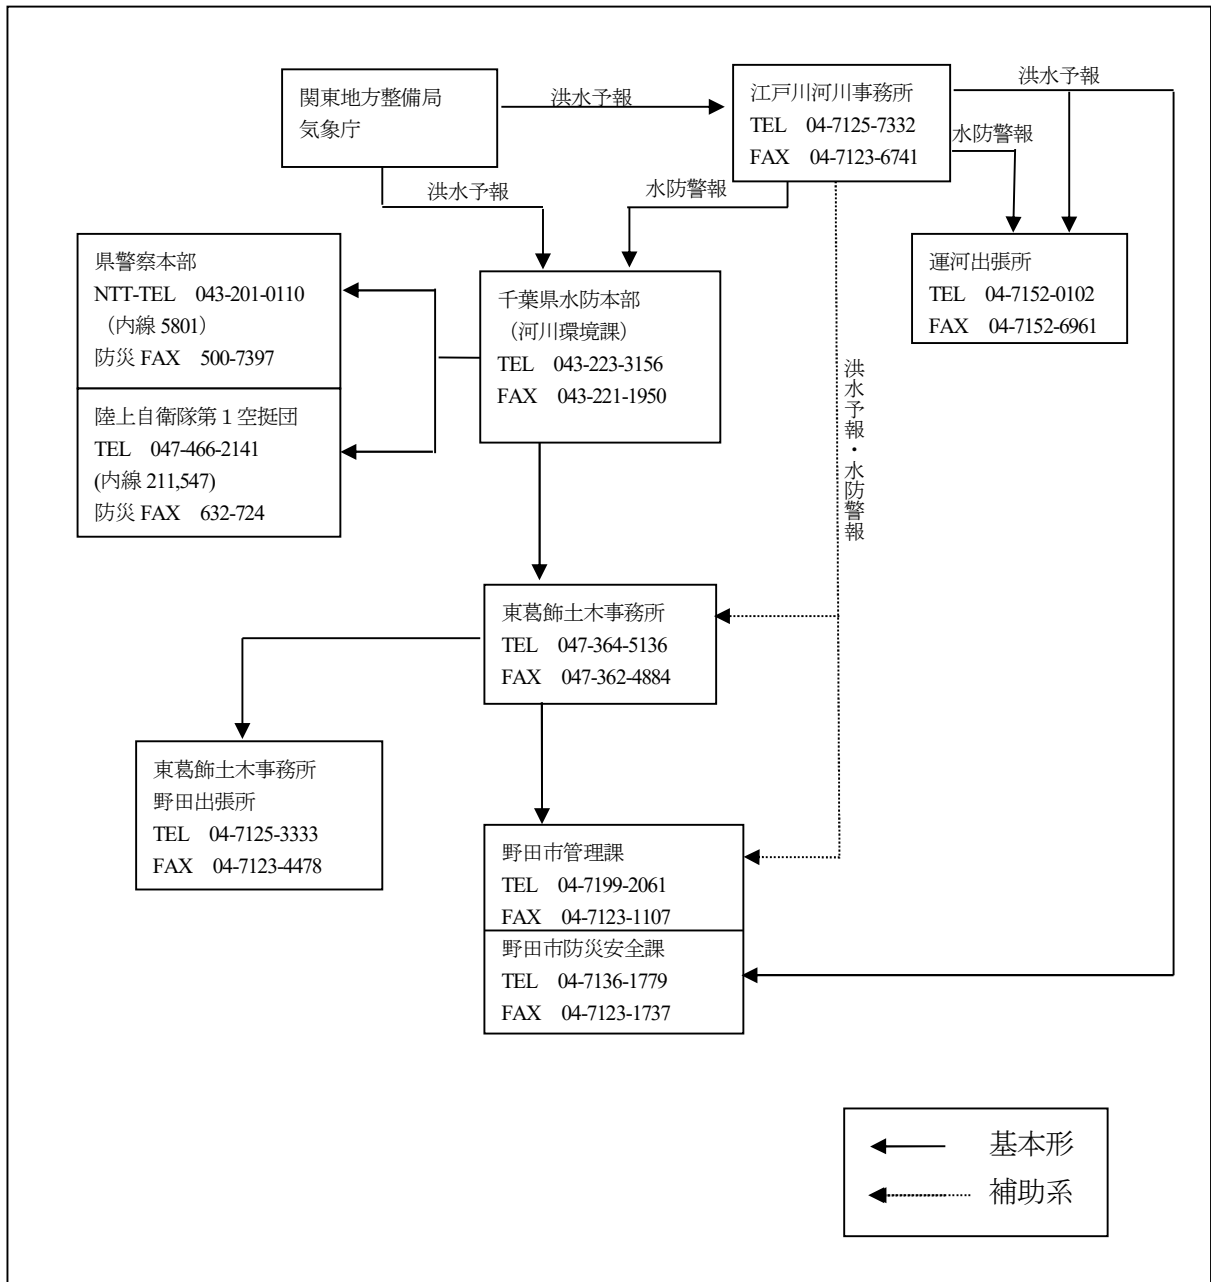 関東地方整備局
気象庁
洪水予報
江戸川河川事務所
TEL 04-7125-7332
FAX 04-7123-6741
洪水予報
水防警報
洪水予報
水防警報
県警察本部
NTT-TEL 043-201-0110
（内線 5801）
防災 FAX 500-7397
陸上自衛隊第１空挺団
TEL 047-466-2141
(内線 211,547)
防災 FAX 632-724
千葉県水防本部
（河川環境課）
TEL 043-223-3156
FAX 043-221-1950
運河出張所
TEL 04-7152-0102
FAX 04-7152-6961
洪水予報・水防警報
東葛飾土木事務所
TEL 047-364-5136
FAX 047-362-4884
東葛飾土木事務所
野田出張所
TEL 04-7125-3333
FAX 04-7123-4478
野田市管理課
TEL 04-7199-2061
FAX 04-7123-1107
野田市防災安全課
TEL 04-7136-1779
FAX 04-7123-1737
基本形
補助系